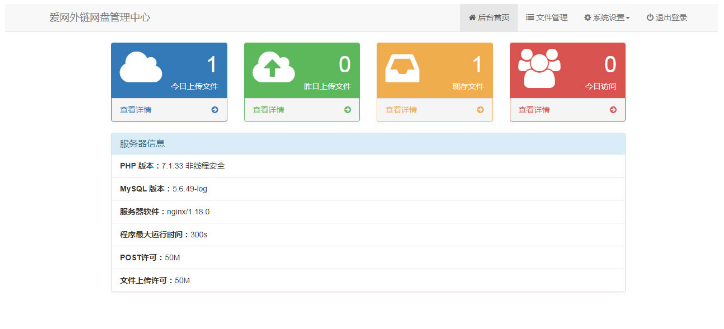 爱网外链网盘管理中心
后台首页 文件管理 系统设置 退出登录
1
今日上传文件
查看详情
0
昨日上传文件
查看详情
1
现存文件
查看详情
0
今日访问
查看详情
服务器信息
PHP 版本：7.1.33 非线程安全
MySQL 版本：5.6.49-log
服务器软件：nginx/1.18.0
程序最大运行时间：300s
POST许可：50M
文件上传许可：50M